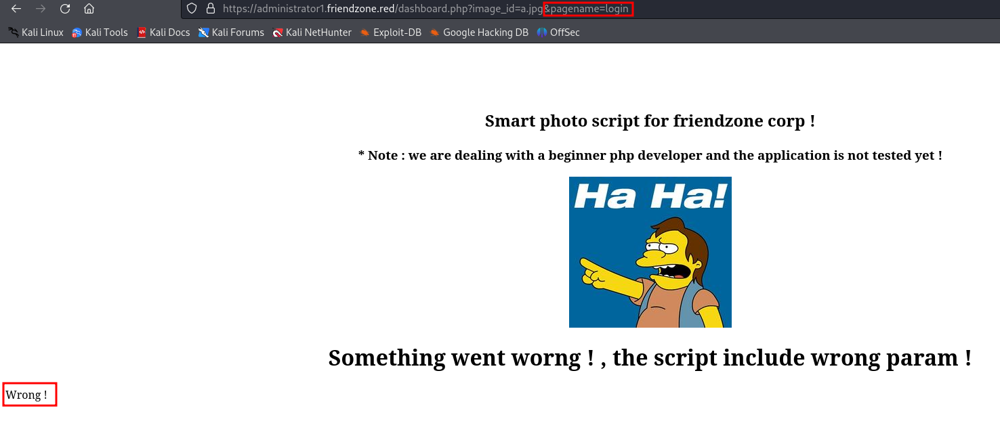 https://administrator1.friendzone.red/dashboard.php?image_id=a.jpg&pagename=login
Kali Linux Kali Tools Kali Docs Kali Forums Kali NetHunter Exploit-DB Google Hacking DB OffSec
Smart photo script for friendzone corp !
* Note : we are dealing with a beginner php developer and the application is not tested yet !
Ha Ha!
Something went worng ! , the script include wrong param !
Wrong !